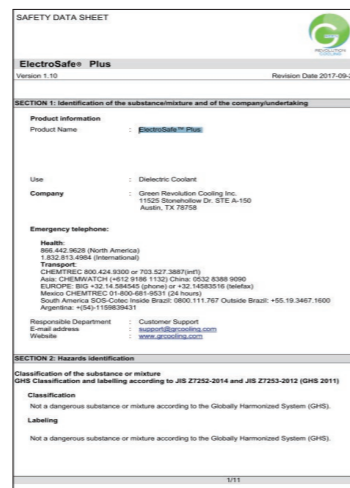 SAFETY DATA SHEET
REVOLUTION
COOLING
ElectroSafe® Plus
Version 1.10 Revision Date 2017-09-
SECTION 1: Identification of the substance/mixture and of the company/undertaking
Product information
Product Name : ElectroSafe™ Plus
Use : Dielectric Coolant
Company : Green Revolution Cooling Inc.
11525 Stonehollow Dr. STE A-150
Austin, TX 78758
Emergency telephone:
Health:
866.442.9628 (North America)
1.832.813.4984 (International)
Transport:
CHEMTREC 800.424.9300 or 703.527.3887(int'l)
Asia: CHEMWATCH (+612 9186 1132) China: 0532 8388 9090
EUROPE: BIG +32.14.584545 (phone) or +32.14583516 (telefax)
Mexico CHEMTREC 01-800-681-9531 (24 hours)
South America SOS-Cotec Inside Brazil: 0800.111.767 Outside Brazil: +55.19.3467.1600
Argentina: +(54)-1159839431
Responsible Department : Customer Support
E-mail address : support@grcooling.com
Website : www.grcooling.com
SECTION 2: Hazards identification
Classification of the substance or mixture
GHS Classification and labelling according to JIS Z7252-2014 and JIS Z7253-2012 (GHS 2011)
Classification
Not a dangerous substance or mixture according to the Globally Harmonized System (GHS).
Labeling
Not a dangerous substance or mixture according to the Globally Harmonized System (GHS).
1/11